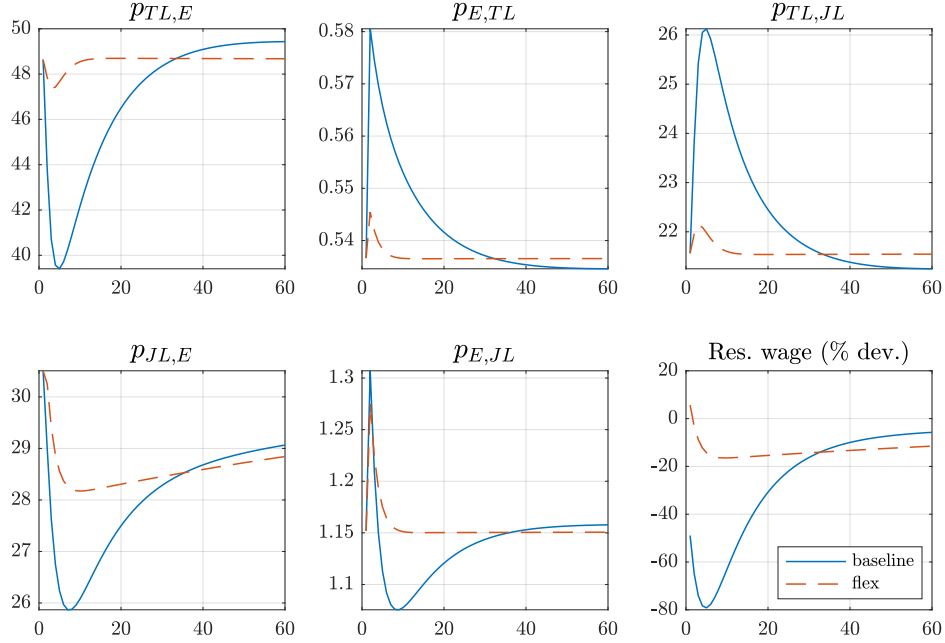 p_{TL,E}
50
48
46
44
42
40
0 20 40 60
p_{E,TL}
0.58
0.57
0.56
0.55
0.54
0 20 40 60
p_{TL,JL}
26
25
24
23
22
0 20 40 60
p_{JL,E}
30
29
28
27
26
0 20 40 60
p_{E,JL}
1.3
1.25
1.2
1.15
1.1
0 20 40 60
Res. wage (% dev.)
20
0
-20
-40
-60
-80
0 20 40 60
baseline
flex